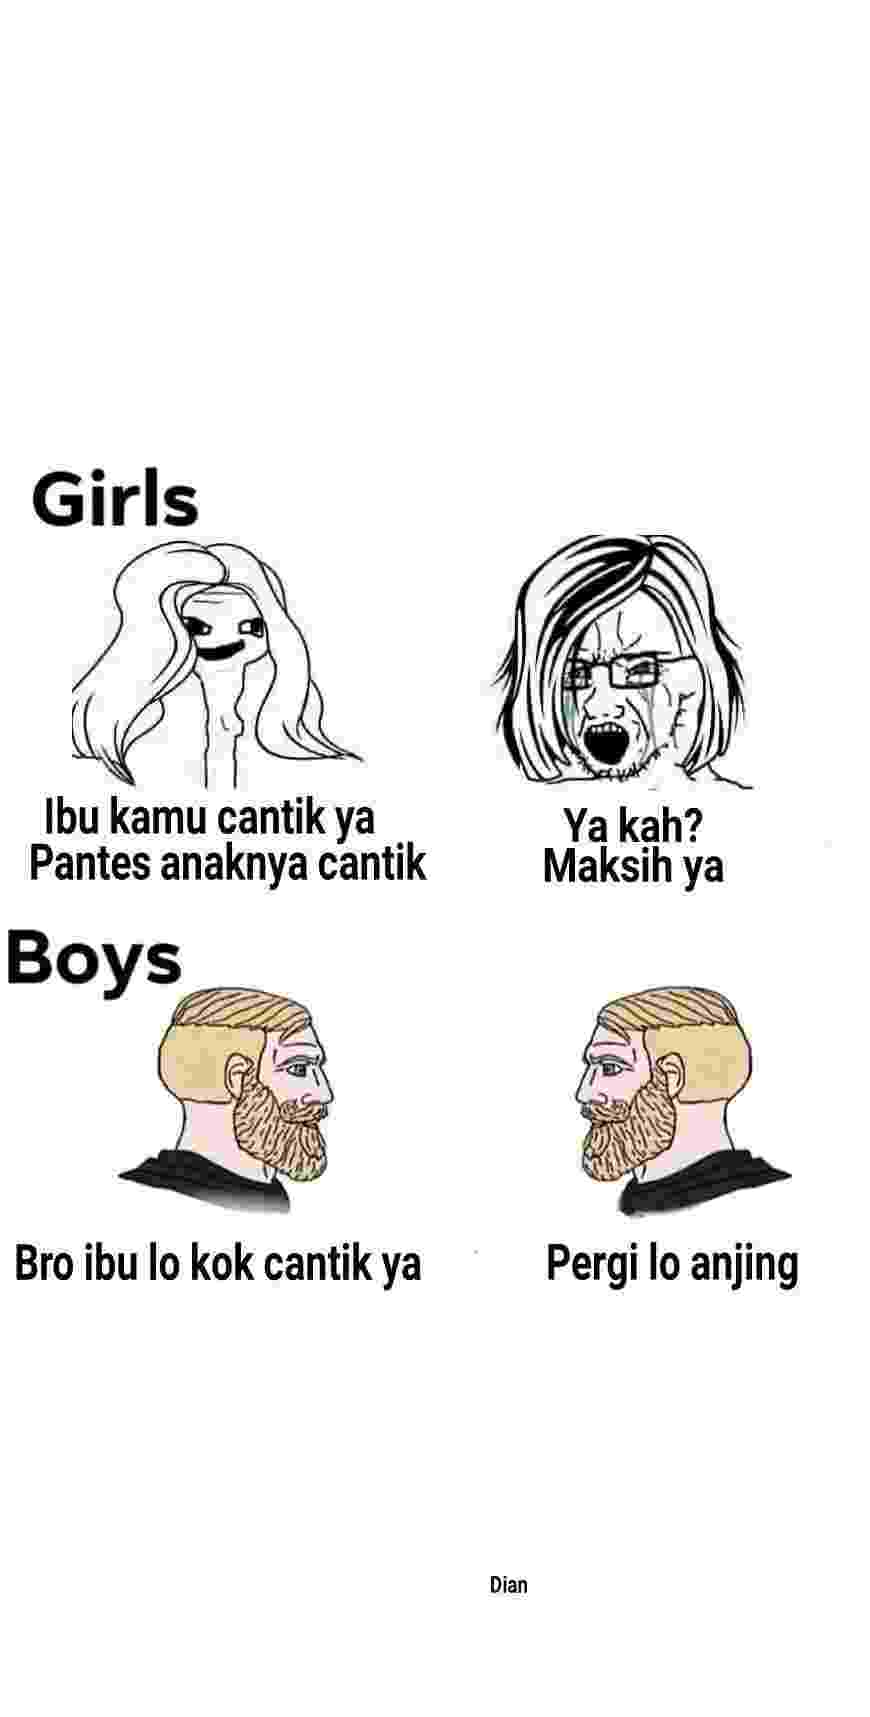 Girls
Ibu kamu cantik ya
Pantes anaknya cantik
Ya kah?
Maksih ya
Boys
Bro ibu lo kok cantik ya
Pergi lo anjing
Dian